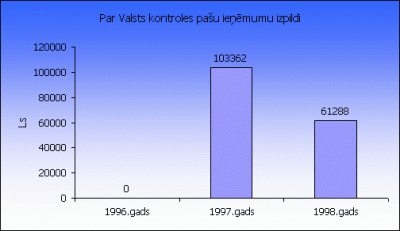 Par Valsts kontroles pašu ieņēmumu izpildi
Ls
120000
100000
80000
60000
40000
20000
0
0
103362
61288
1996.gads
1997.gads
1998.gads